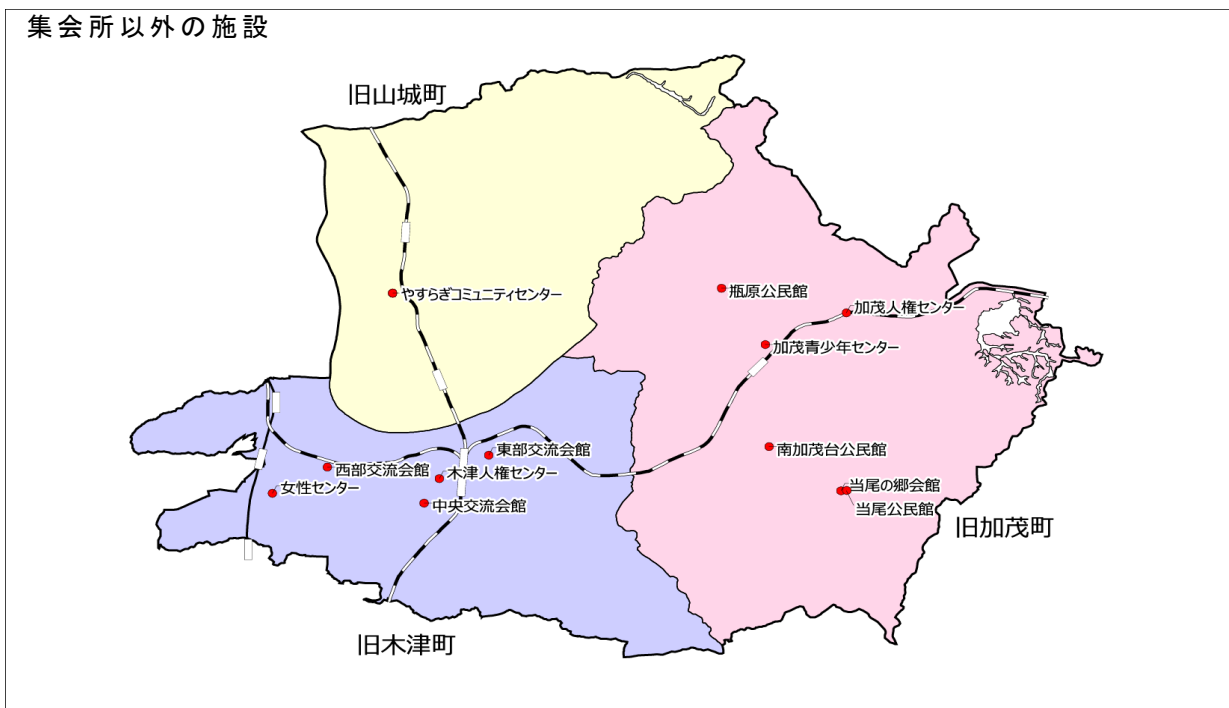 集会所以外の施設
旧山城町
やすらぎコミュニティセンター
瓶原公民館
加茂人権センター
加茂青少年センター
東部交流会館
南加茂台公民館
西部交流会館
木津人権センター
女性センター
中央交流会館
当尾の郷会館
当尾公民館
旧加茂町
旧木津町